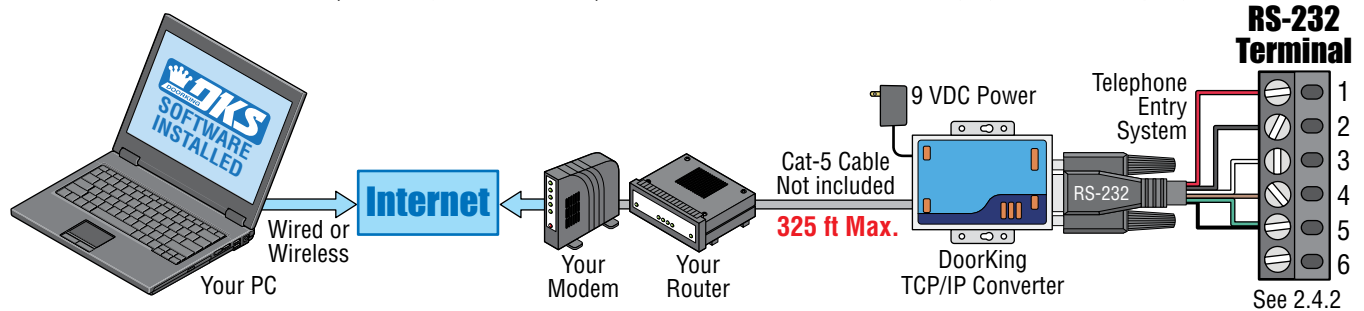 DOORKING
DKS
SOFTWARE
INSTALLED
Your PC
Wired or
Wireless
Internet
Your
Modem
Your
Router
Cat-5 Cable
Not included
325 ft Max.
9 VDC Power
DoorKing
TCP/IP Converter
RS-232
Telephone
Entry
System
RS-232
Terminal
1
2
3
4
5
6
See 2.4.2